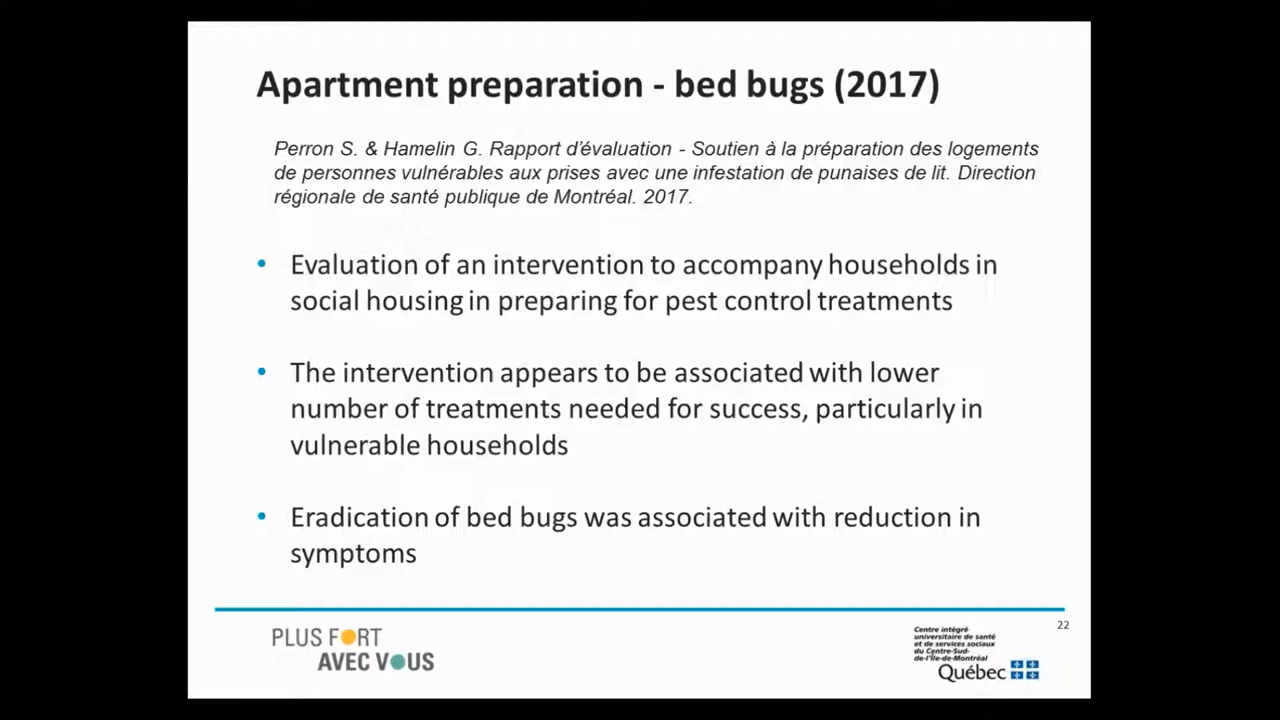 Apartment preparation - bed bugs (2017)
Perron S. & Hamelin G. Rapport d'évaluation - Soutien à la préparation des logements
de personnes vulnérables aux prises avec une infestation de punaises de lit. Direction
régionale de santé publique de Montréal. 2017.
• Evaluation of an intervention to accompany households in
social housing in preparing for pest control treatments
• The intervention appears to be associated with lower
number of treatments needed for success, particularly in
vulnerable households
• Eradication of bed bugs was associated with reduction in
symptoms
22
PLUS FORT
AVEC VOUS
Centre intégré
universitaire de santé
et de services sociaux
du Centre-Sud-
de-l'Île-de-Montréal
Québec